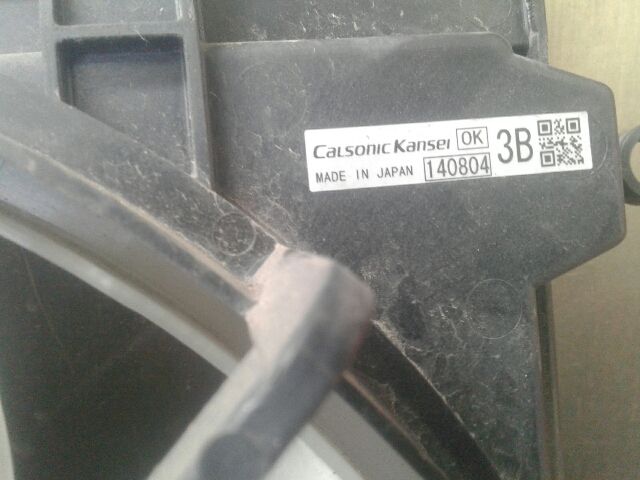 Calsonic Kansei OK 3B
MADE IN JAPAN 140804